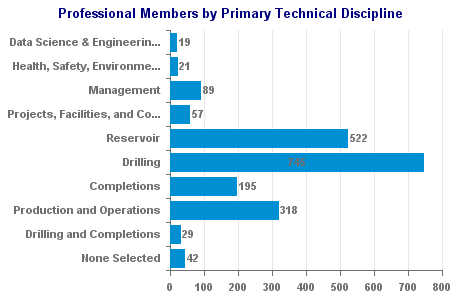 Professional Members by Primary Technical Discipline
Data Science & Engineerin... 19
Health, Safety, Environme... 21
Management 89
Projects, Facilities, and Co... 57
Reservoir 522
Drilling
Completions 195
Production and Operations 318
Drilling and Completions 29
None Selected 42
0 100 200 300 400 500 600 700 800